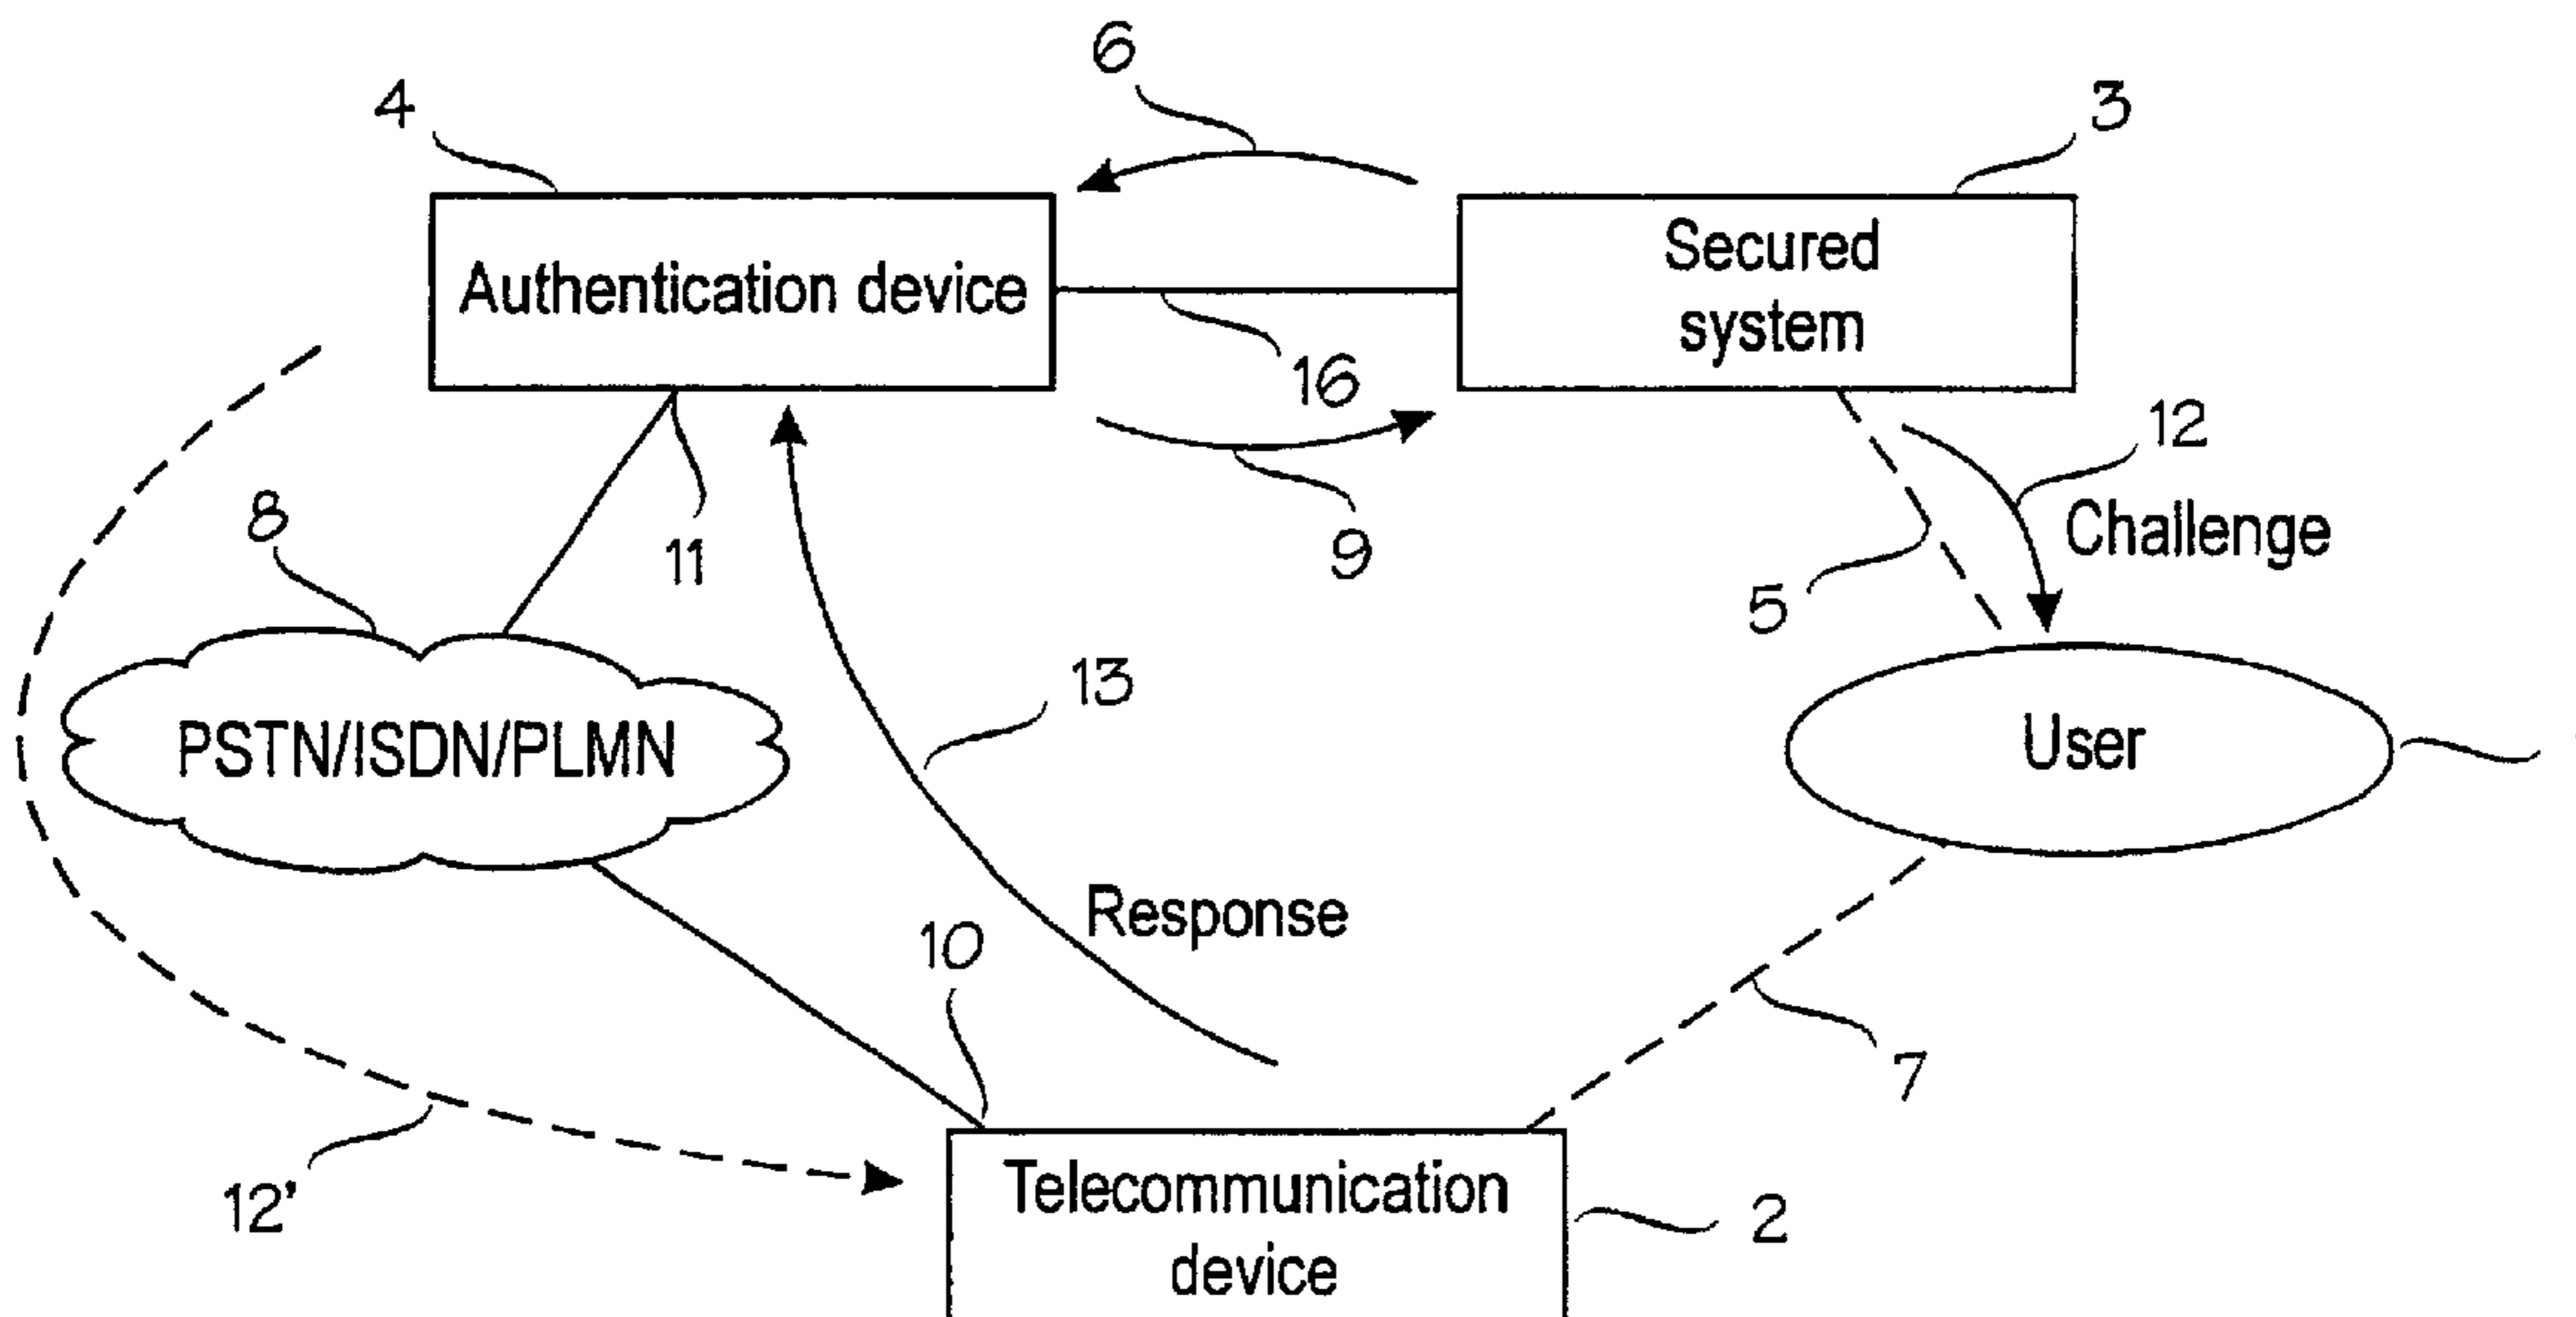 6
4
3
Authentication device
Secured
system
16
12
Challenge
8
11
9
5
13
PSTN/ISDN/PLMN
User
Response
10
7
12'
Telecommunication
device
2